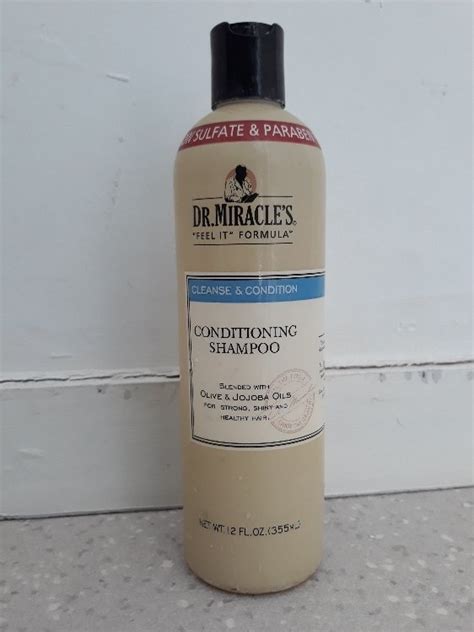 SULFATE & PARABEN
DR. MIRACLE'S®
"FEEL IT" FORMULA®
CLEANSE & CONDITION
CONDITIONING
SHAMPOO
BLENDED WITH
OLIVE & JOJOBA OILS
FOR STRONG, SHINY AND
HEALTHY HAIR
NET WT. 12 FL. OZ. (355